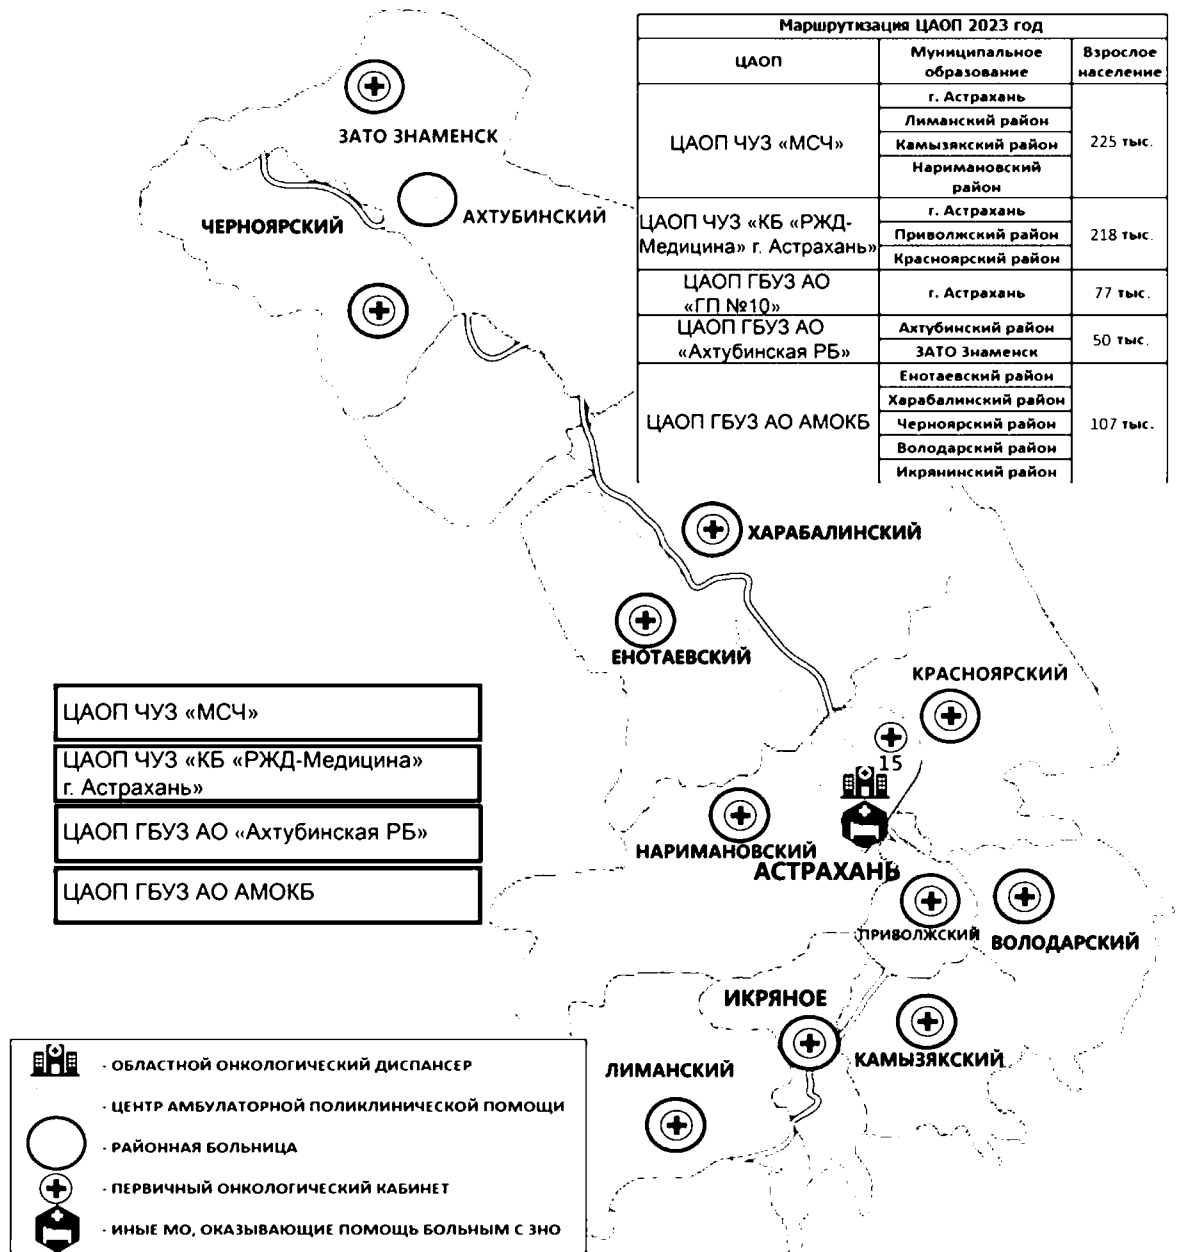 Маршрутизация ЦАОП 2023 год
ЦАОП
Муниципальное
образование
Взрослое
население
ЦАОП ЧУЗ «МСЧ»
г. Астрахань
Лиманский район
Камызякский район
Наримановский
район
225 тыс.
ЦАОП ЧУЗ «КБ «РЖД-
Медицина» г. Астрахань»
г. Астрахань
Приволжский район
Красноярский район
218 тыс.
ЦАОП ГБУЗ АО
«ГП №10»
г. Астрахань
77 тыс.
ЦАОП ГБУЗ АО
«Ахтубинская РБ»
Ахтубинский район
ЗАТО Знаменск
50 тыс.
ЦАОП ГБУЗ АО АМОКБ
Енотаевский район
Харабалинский район
Черноярский район
Володарский район
Икрянинский район
107 тыс.
ЗАТО ЗНАМЕНСК
АХТУБИНСКИЙ
ЧЕРНОЯРСКИЙ
ХАРАБАЛИНСКИЙ
ЕНОТАЕВСКИЙ
КРАСНОЯРСКИЙ
15
НАРИМАНОВСКИЙ
АСТРАХАНЬ
ПРИВОЛЖСКИЙ
ВОЛОДАРСКИЙ
ИКРЯНОЕ
КАМЫЗЯКСКИЙ
ЛИМАНСКИЙ
ЦАОП ЧУЗ «МСЧ»
ЦАОП ЧУЗ «КБ «РЖД-Медицина»
г. Астрахань»
ЦАОП ГБУЗ АО «Ахтубинская РБ»
ЦАОП ГБУЗ АО АМОКБ
- ОБЛАСТНОЙ ОНКОЛОГИЧЕСКИЙ ДИСПАНСЕР
- ЦЕНТР АМБУЛАТОРНОЙ ПОЛИКЛИНИЧЕСКОЙ ПОМОЩИ
- РАЙОННАЯ БОЛЬНИЦА
- ПЕРВИЧНЫЙ ОНКОЛОГИЧЕСКИЙ КАБИНЕТ
- ИНЫЕ МО, ОКАЗЫВАЮЩИЕ ПОМОЩЬ БОЛЬНЫМ С ЗНО